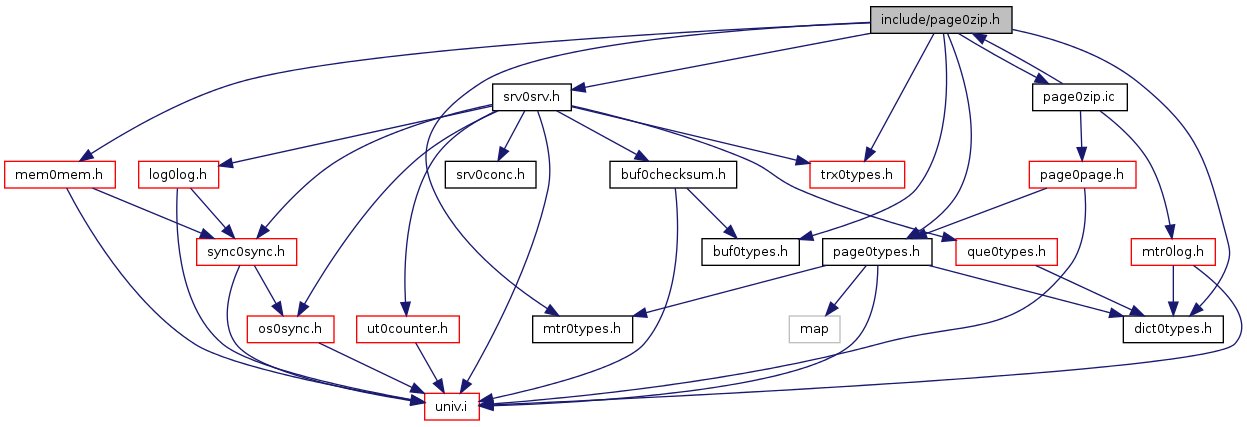 include/page0zip.h
srv0srv.h
page0zip.ic
mem0mem.h
log0log.h
srv0conc.h
buf0checksum.h
trx0types.h
page0page.h
sync0sync.h
buf0types.h
page0types.h
que0types.h
mtr0log.h
os0sync.h
ut0counter.h
mtr0types.h
map
dict0types.h
univ.i